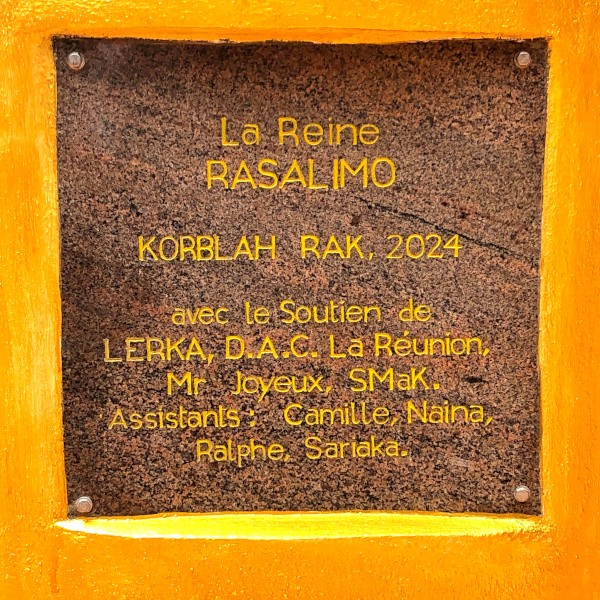 La Reine
RASALIMO
KORBLAH RAK, 2024
avec le Soutien de
LERKA, D.A.C. La Réunion,
Mr Joyeux, SMaK.
Assistants: Camille, Naina,
Ralphe, Sariaka.